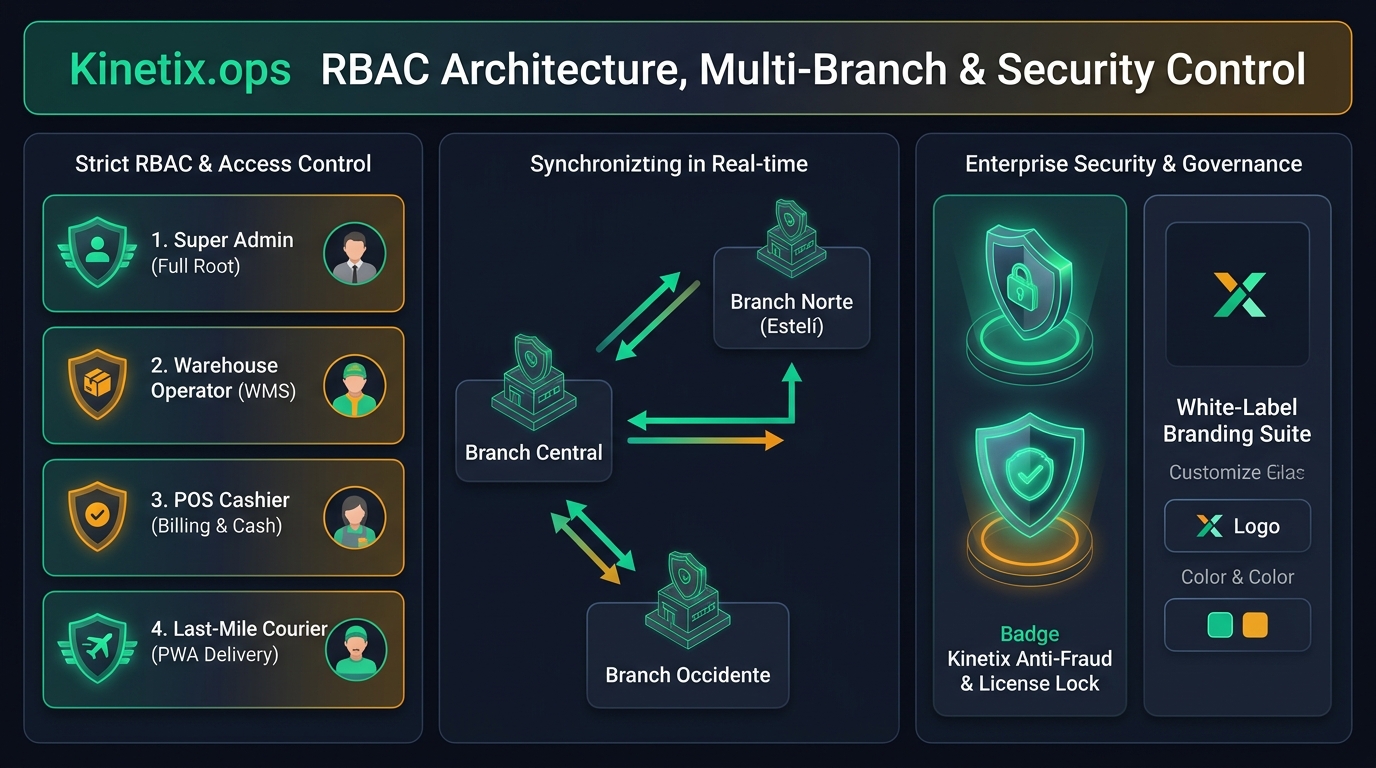 Kinetix.ops RBAC Architecture, Multi-Branch & Security Control
Strict RBAC & Access Control
1. Super Admin
(Full Root)
2. Warehouse
Operator (WMS)
3. POS Cashier
(Billing & Cash)
4. Last-Mile Courier
(PWA Delivery)
Synchronizting in Real-time
Branch Norte
(Estelí)
Branch Central
Branch Occidente
Enterprise Security & Governance
Badge
Kinetix Anti-Fraud
& License Lock
White-Label
Branding Suite
Customize
Logo
Color & Color